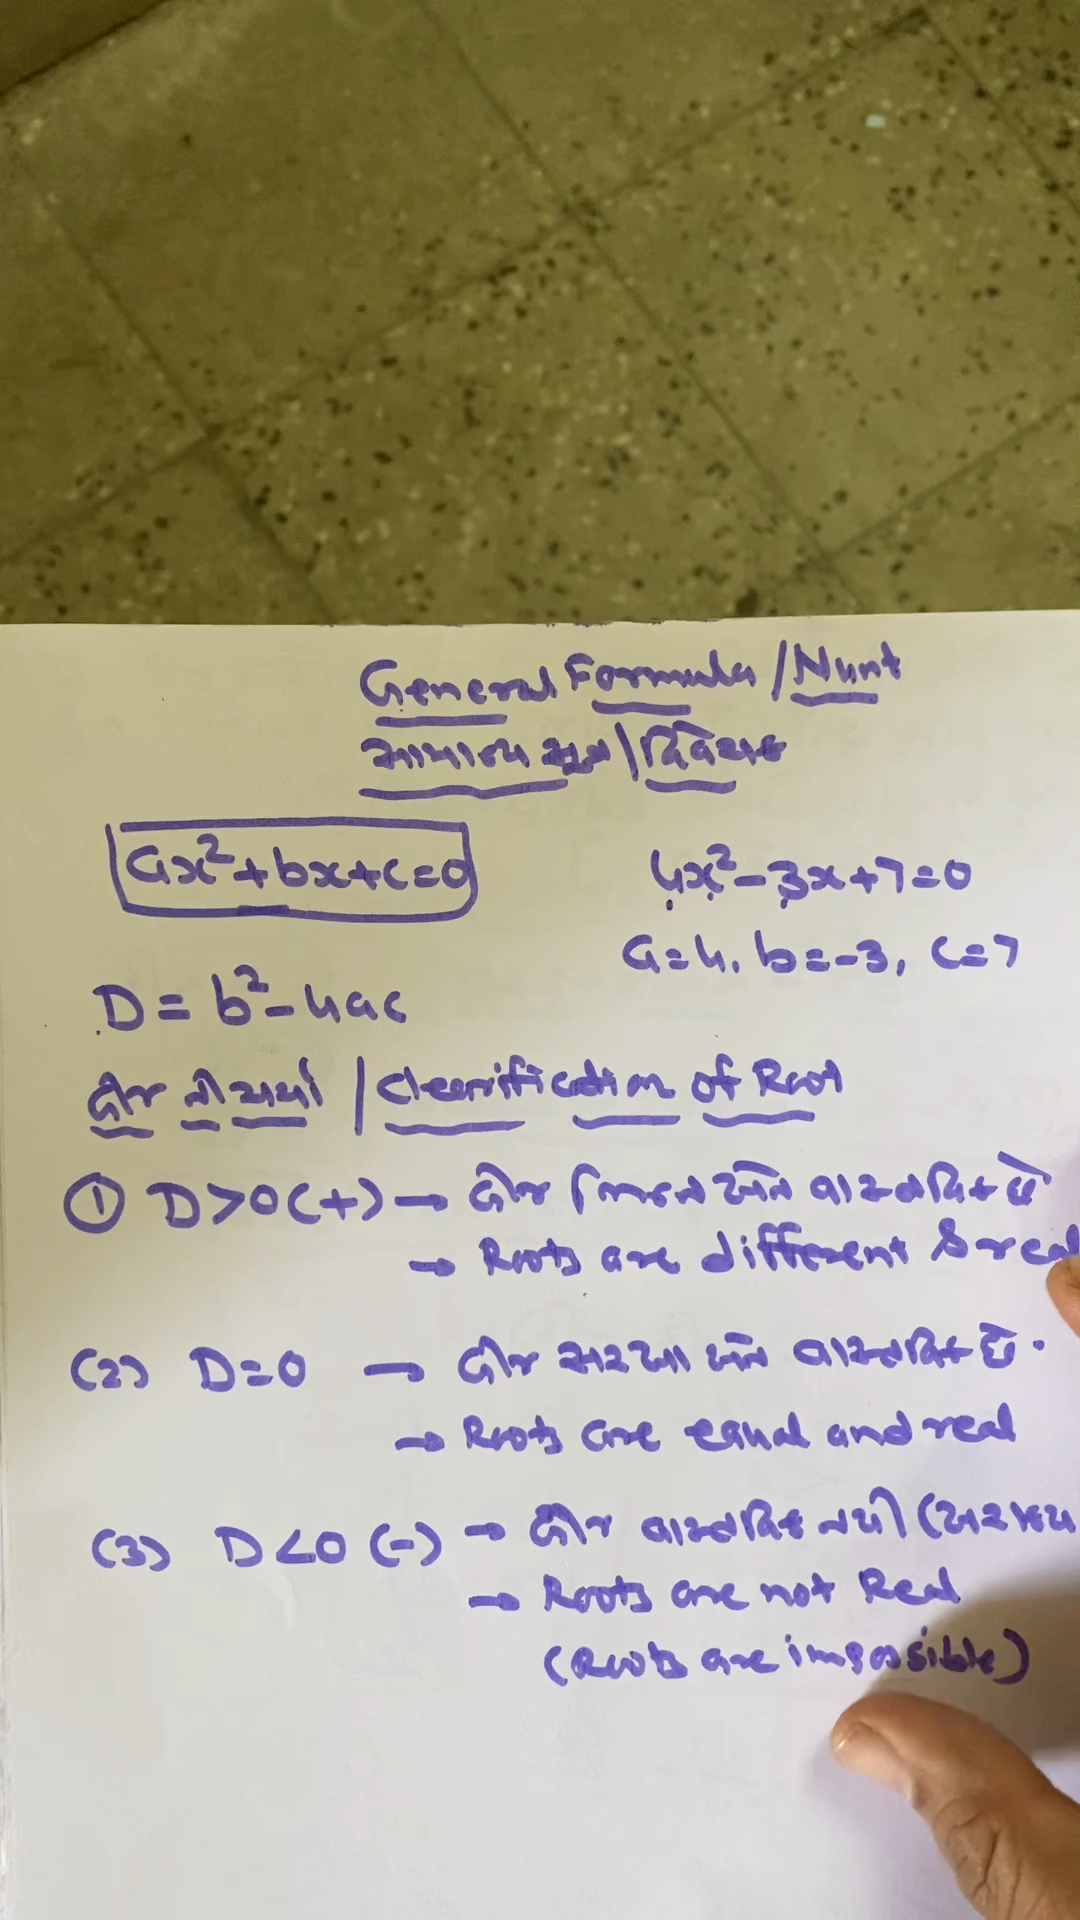 General Formula / Nunt
સામાન્ય સૂત્ર / વિવેચક
ax²+bx+c=0
4x²-3x+7=0
a=4, b=-3, c=7
D = b²-4ac
બીજ ની / of Root
① D>0(+) → બીજ ભિન્ન અને વાસ્તવિક છે
→ Roots are different & real
(2) D=0 → બીજ સરખા અને વાસ્તવિક છે.
→ Roots are equal and real
(3) D<0 (-) → બીજ વાસ્તવિક નથી (
→ Roots are not Real
(Roots are impossible)